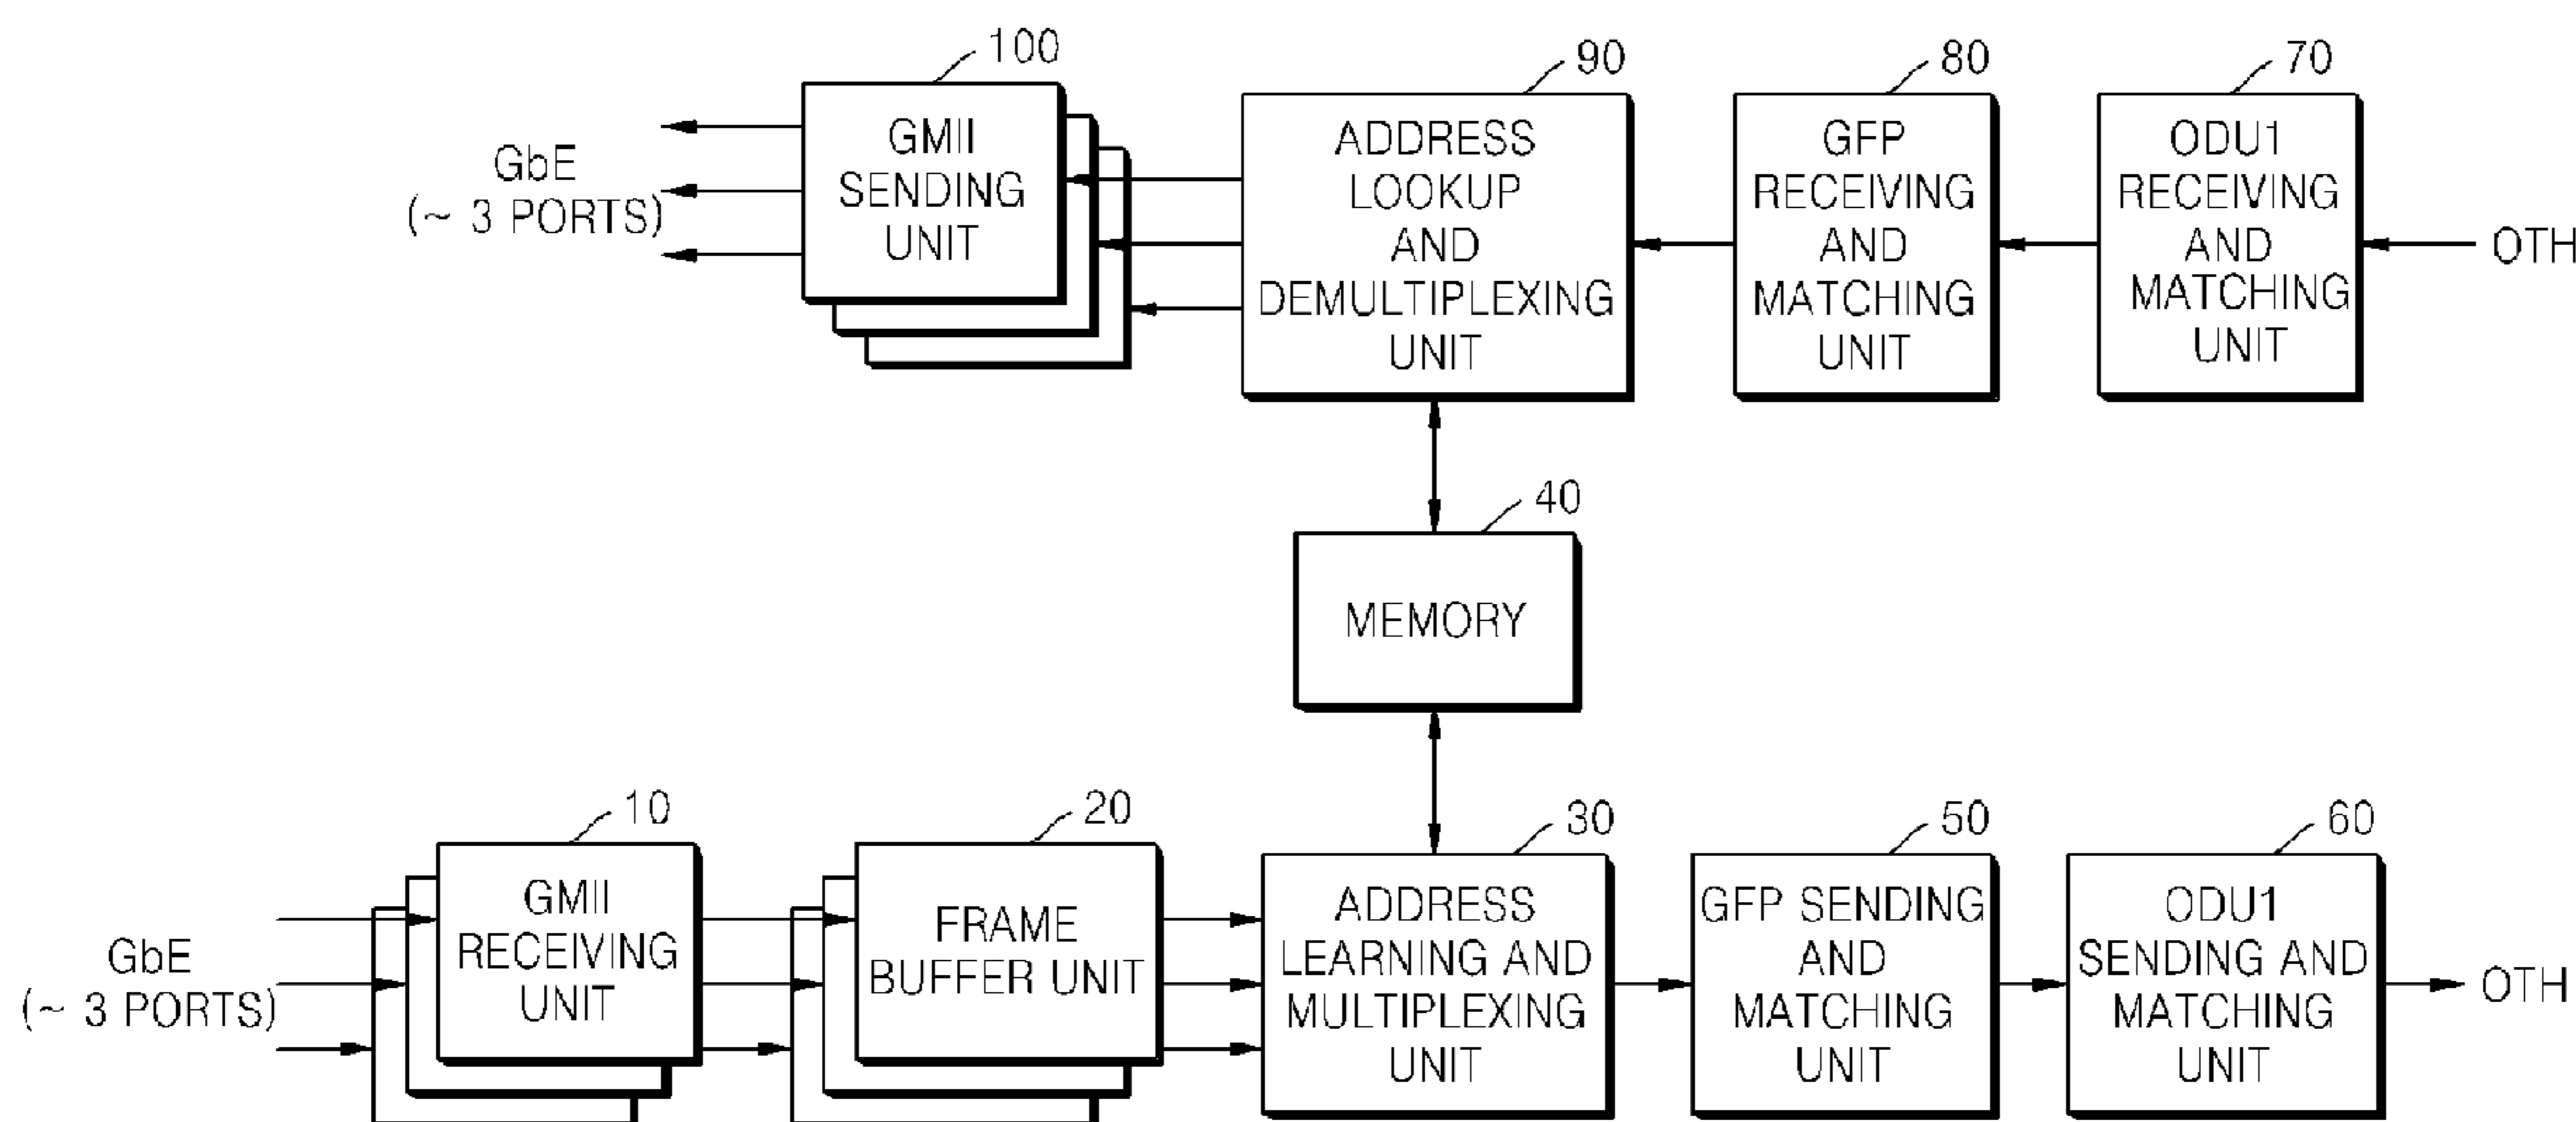 100
90
80
70
GbE
(~ 3 PORTS)
GMII
SENDING
UNIT
ADDRESS
LOOKUP
AND
DEMULTIPLEXING
UNIT
GFP
RECEIVING
AND
MATCHING
UNIT
ODU1
RECEIVING
AND
MATCHING
UNIT
OTH
40
MEMORY
10
20
30
50
60
GbE
(~ 3 PORTS)
GMII
RECEIVING
UNIT
FRAME
BUFFER UNIT
ADDRESS
LEARNING AND
MULTIPLEXING
UNIT
GFP SENDING
AND
MATCHING
UNIT
ODU1
SENDING AND
MATCHING
UNIT
OTH